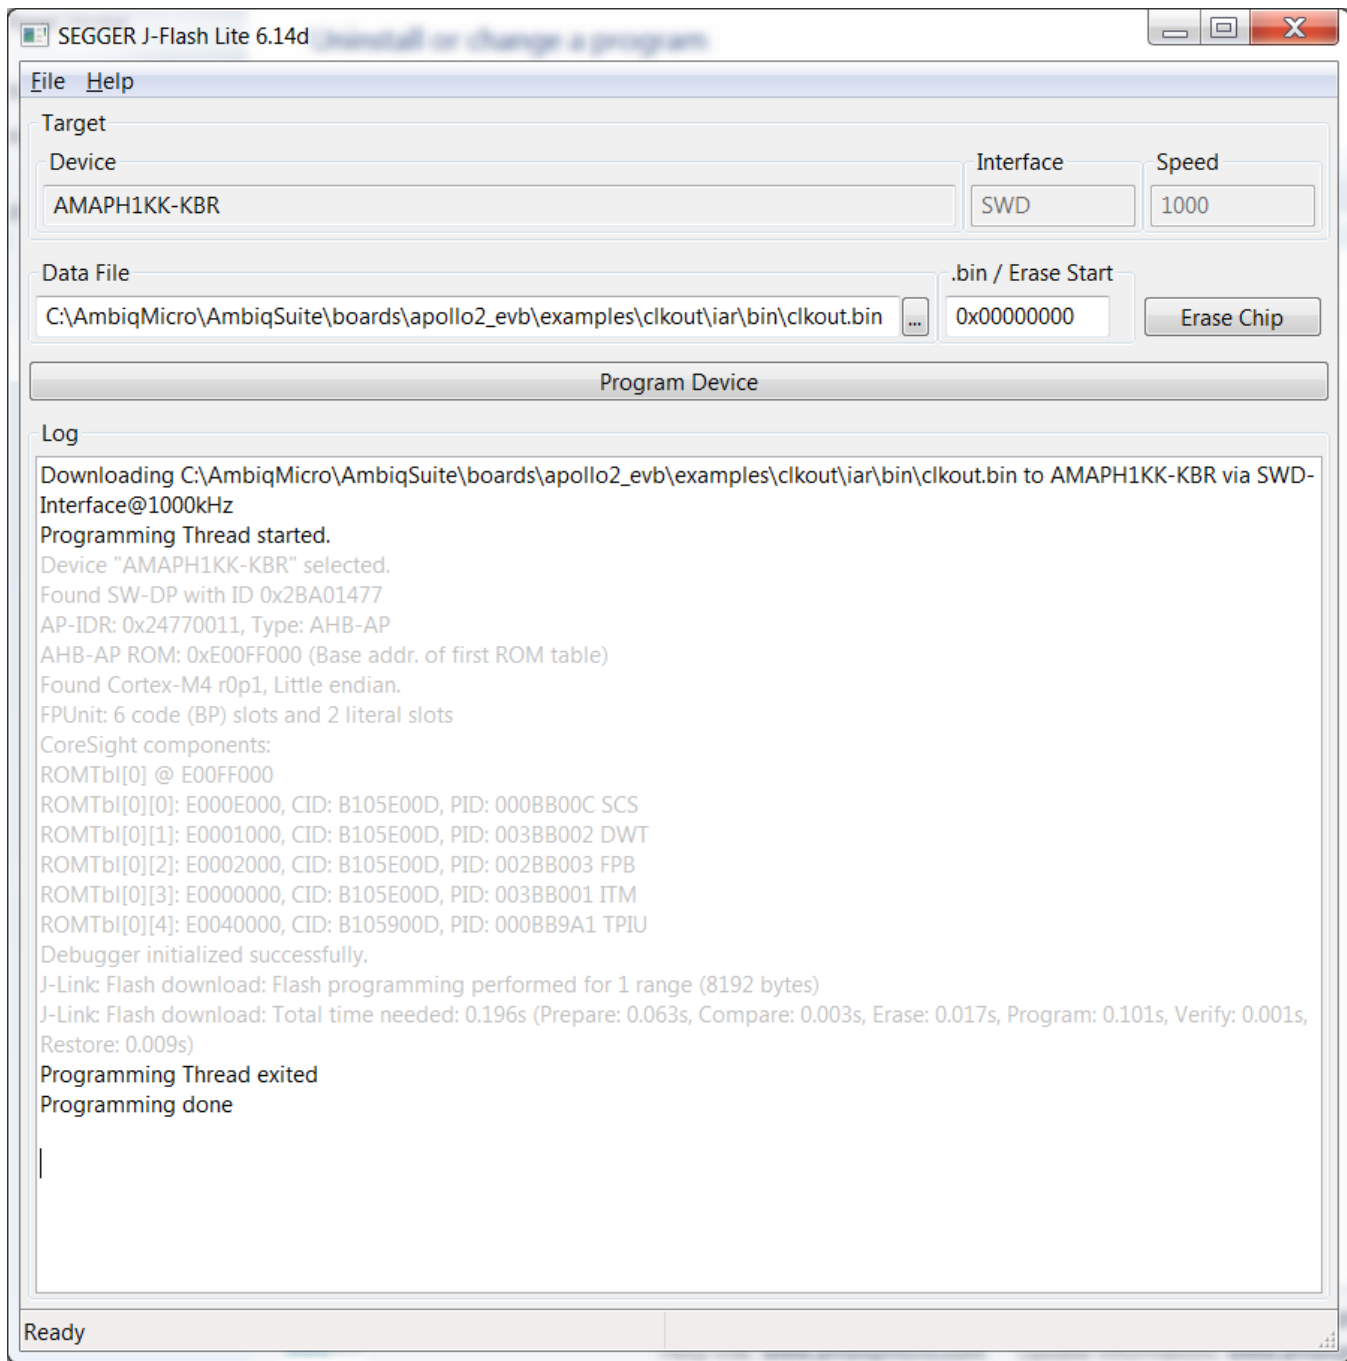 SEGGER J-Flash Lite 6.14d
Uninstall or change a program
File Help
Target
Device
Interface
Speed
AMAPH1KK-KBR
SWD
1000
Data File
.bin / Erase Start
C:\AmbiqMicro\AmbiqSuite\boards\apollo2_evb\examples\clkout\iar\bin\clkout.bin
...
0x00000000
Erase Chip
Program Device
Log
Downloading C:\AmbiqMicro\AmbiqSuite\boards\apollo2_evb\examples\clkout\iar\bin\clkout.bin to AMAPH1KK-KBR via SWD-
Interface@1000kHz
Programming Thread started.
Device "AMAPH1KK-KBR" selected.
Found SW-DP with ID 0x2BA01477
AP-IDR: 0x24770011, Type: AHB-AP
AHB-AP ROM: 0xE00FF000 (Base addr. of first ROM table)
Found Cortex-M4 r0p1, Little endian.
FPUnit: 6 code (BP) slots and 2 literal slots
CoreSight components:
ROMTbl[0] @ E00FF000
ROMTbl[0][0]: E000E000, CID: B105E00D, PID: 000BB00C SCS
ROMTbl[0][1]: E0001000, CID: B105E00D, PID: 003BB002 DWT
ROMTbl[0][2]: E0002000, CID: B105E00D, PID: 002BB003 FPB
ROMTbl[0][3]: E0000000, CID: B105E00D, PID: 003BB001 ITM
ROMTbl[0][4]: E0040000, CID: B105900D, PID: 000BB9A1 TPIU
Debugger initialized successfully.
J-Link: Flash download: Flash programming performed for 1 range (8192 bytes)
J-Link: Flash download: Total time needed: 0.196s (Prepare: 0.063s, Compare: 0.003s, Erase: 0.017s, Program: 0.101s, Verify: 0.001s,
Restore: 0.009s)
Programming Thread exited
Programming done
Ready